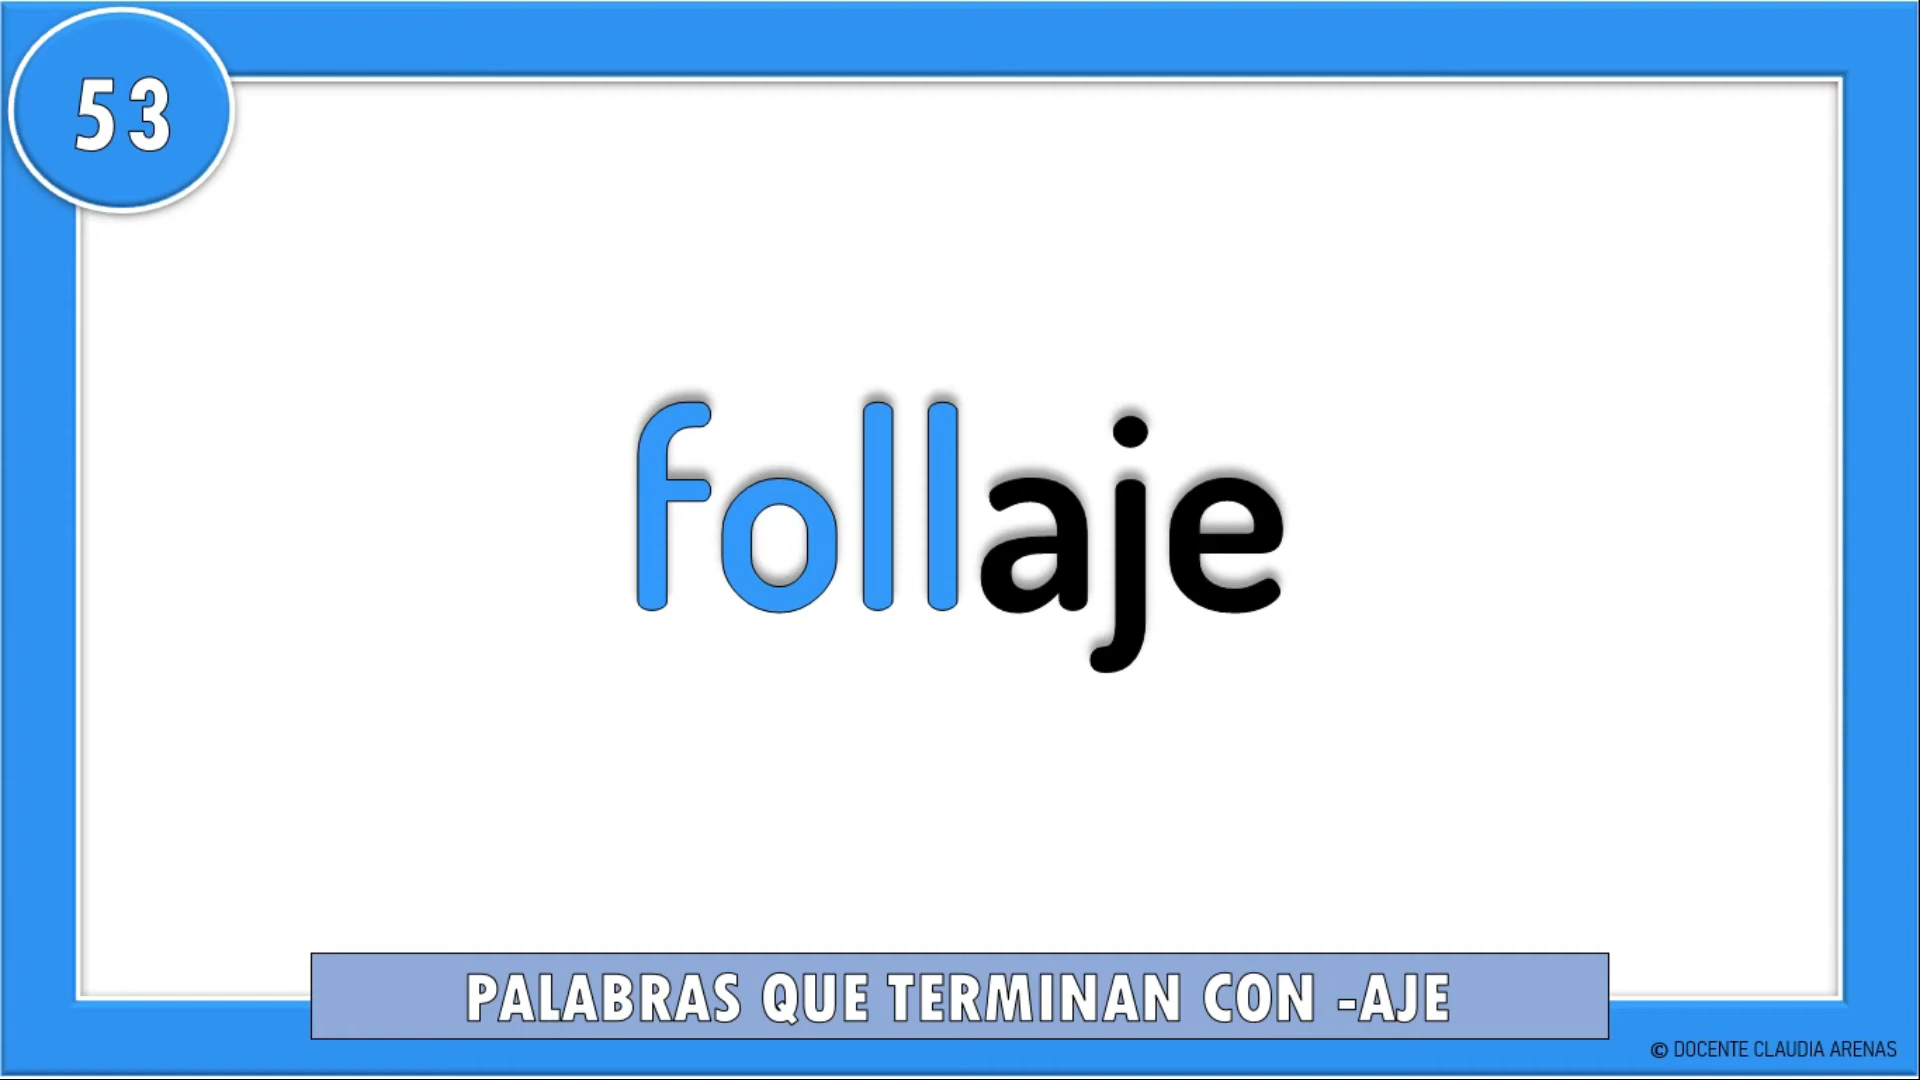 53
follaje
PALABRAS QUE TERMINAN CON -AJE
© DOCENTE CLAUDIA ARENAS